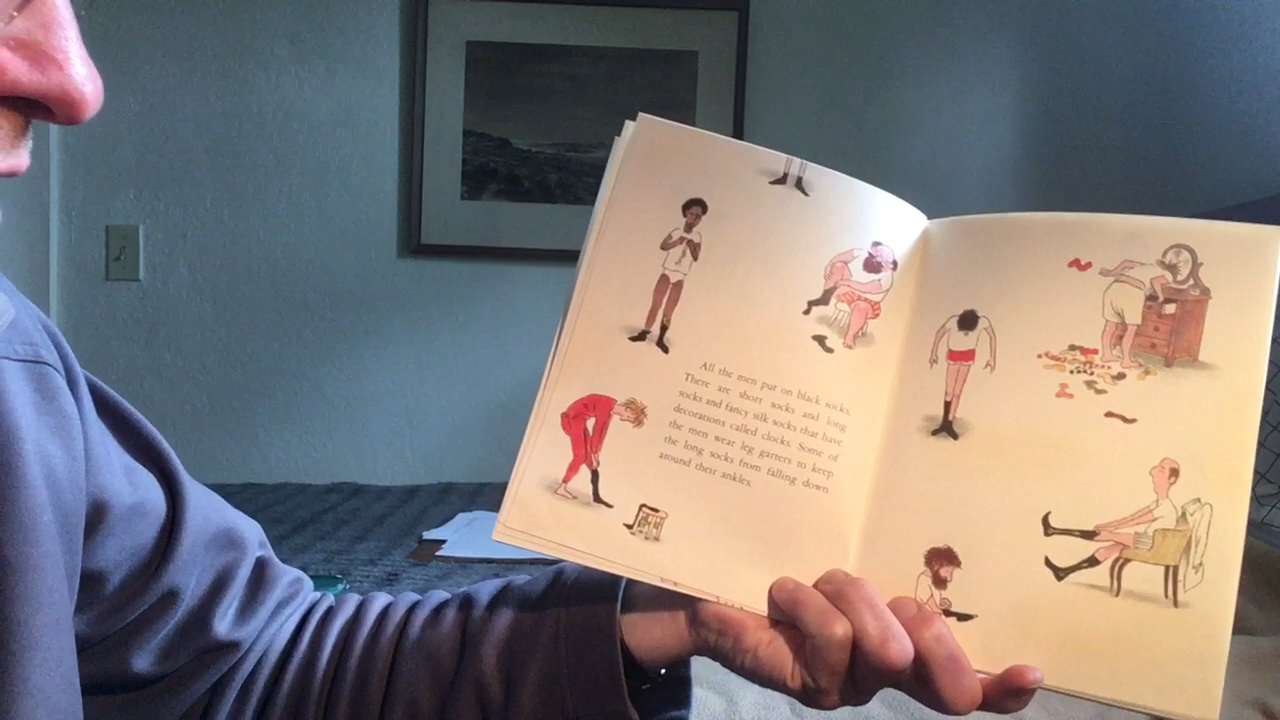 All the men put on black socks.
There are short socks and long
socks and fancy silk socks that have
decorations called clocks. Some of
the men wear leg garters to keep
the long socks from falling down
around their ankles.